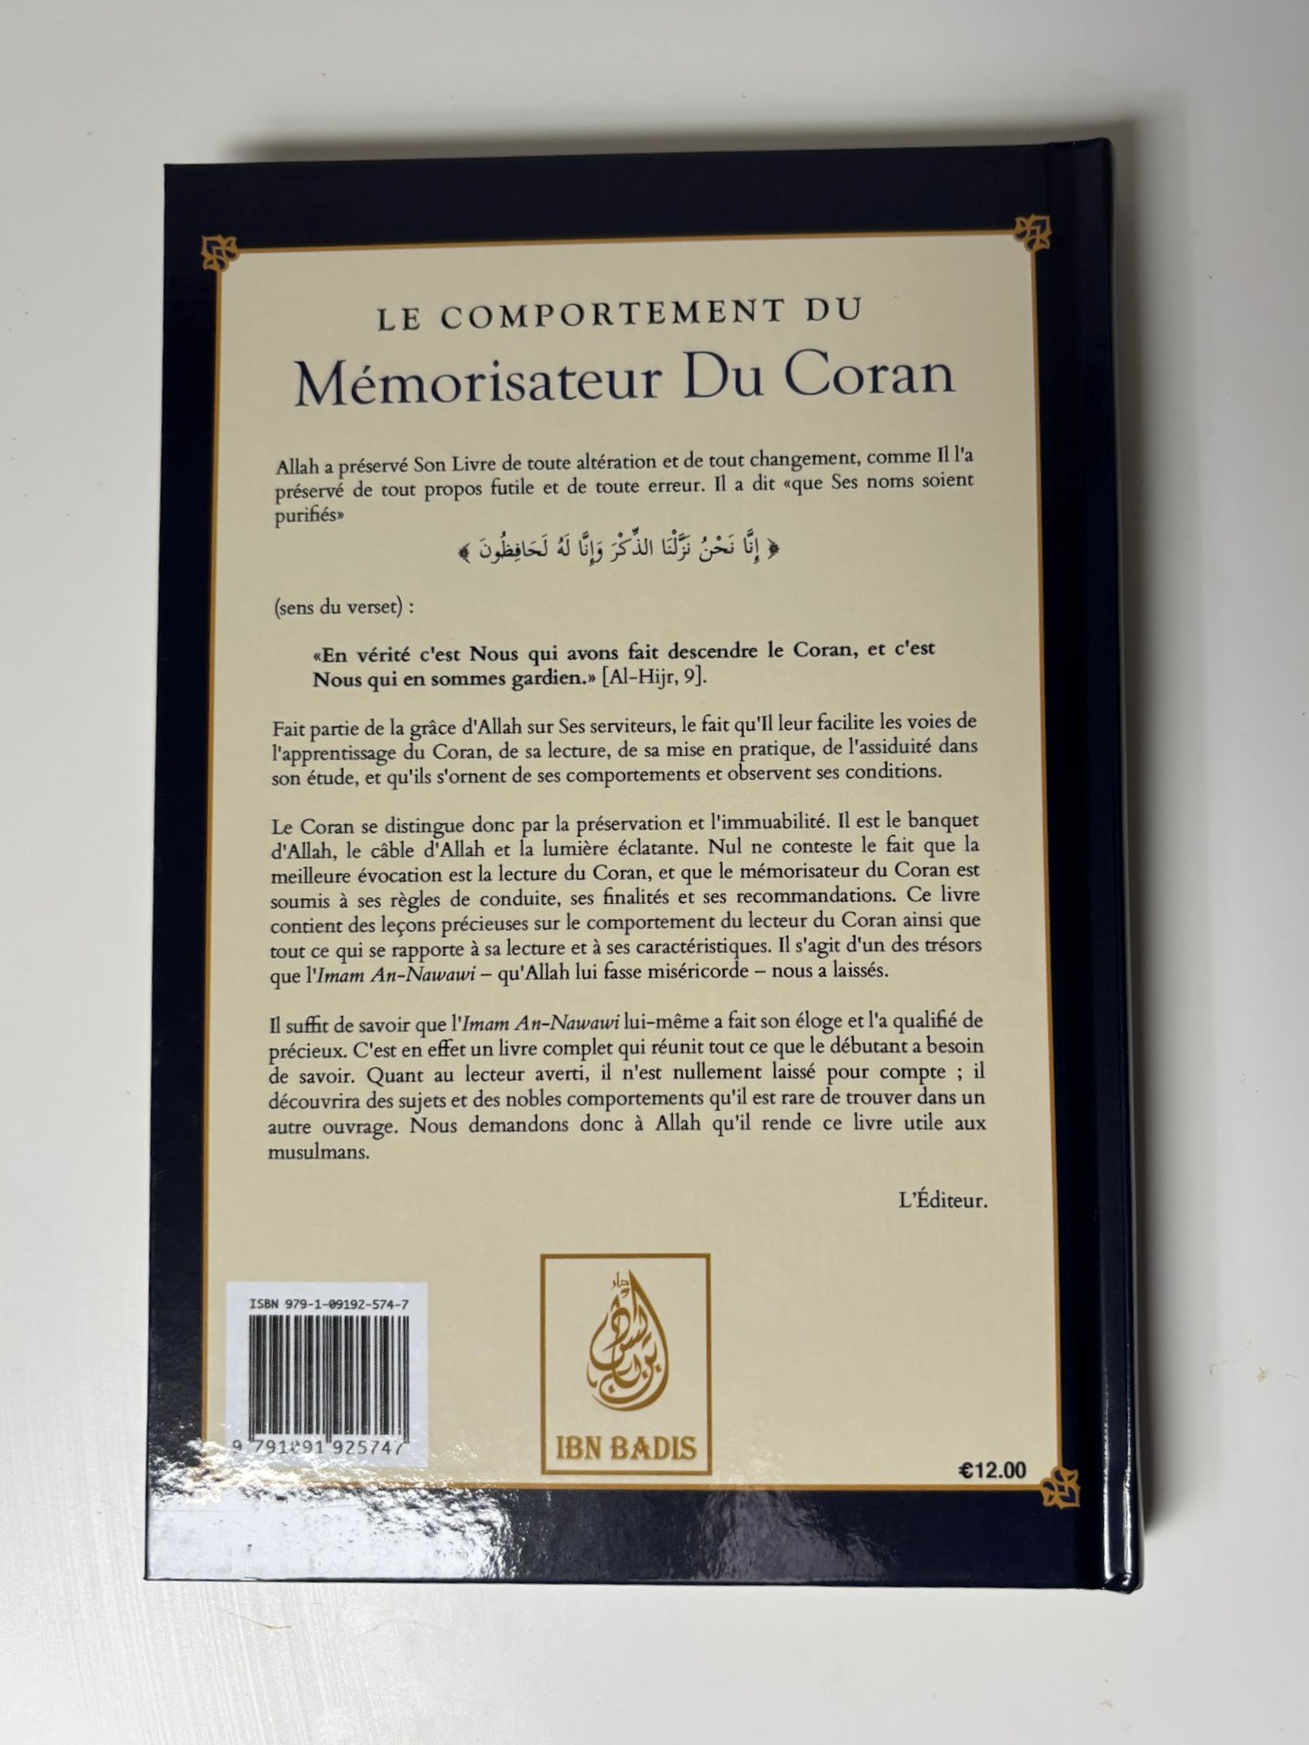 LE COMPORTEMENT DU
Mémorisateur Du Coran
Allah a préservé Son Livre de toute altération et de tout changement, comme Il l'a
préservé de tout propos futile et de toute erreur. Il a dit «que Ses noms soient
purifiés»
﴿ إِنَّا نَحْنُ نَزَّلْنَا الذِّكْرَ وَإِنَّا لَهُ لَحَافِظُونَ ﴾
(sens du verset) :
«En vérité c'est Nous qui avons fait descendre le Coran, et c'est
Nous qui en sommes gardien.» [Al-Hijr, 9].
Fait partie de la grâce d'Allah sur Ses serviteurs, le fait qu'Il leur facilite les voies de
l'apprentissage du Coran, de sa lecture, de sa mise en pratique, de l'assiduité dans
son étude, et qu'ils s'ornent de ses comportements et observent ses conditions.
Le Coran se distingue donc par la préservation et l'immuabilité. Il est le banquet
d'Allah, le câble d'Allah et la lumière éclatante. Nul ne conteste le fait que la
meilleure évocation est la lecture du Coran, et que le mémorisateur du Coran est
soumis à ses règles de conduite, ses finalités et ses recommandations. Ce livre
contient des leçons précieuses sur le comportement du lecteur du Coran ainsi que
tout ce qui se rapporte à sa lecture et à ses caractéristiques. Il s'agit d'un des trésors
que l'Imam An-Nawawi – qu'Allah lui fasse miséricorde – nous a laissés.
Il suffit de savoir que l'Imam An-Nawawi lui-même a fait son éloge et l'a qualifié de
précieux. C'est en effet un livre complet qui réunit tout ce que le débutant a besoin
de savoir. Quant au lecteur averti, il n'est nullement laissé pour compte ; il
découvrira des sujets et des nobles comportements qu'il est rare de trouver dans un
autre ouvrage. Nous demandons donc à Allah qu'il rende ce livre utile aux
musulmans.
L'Éditeur.
ISBN 979-1-09192-574-7
9 791091 925747
دار ابن باديس
IBN BADIS
€12.00